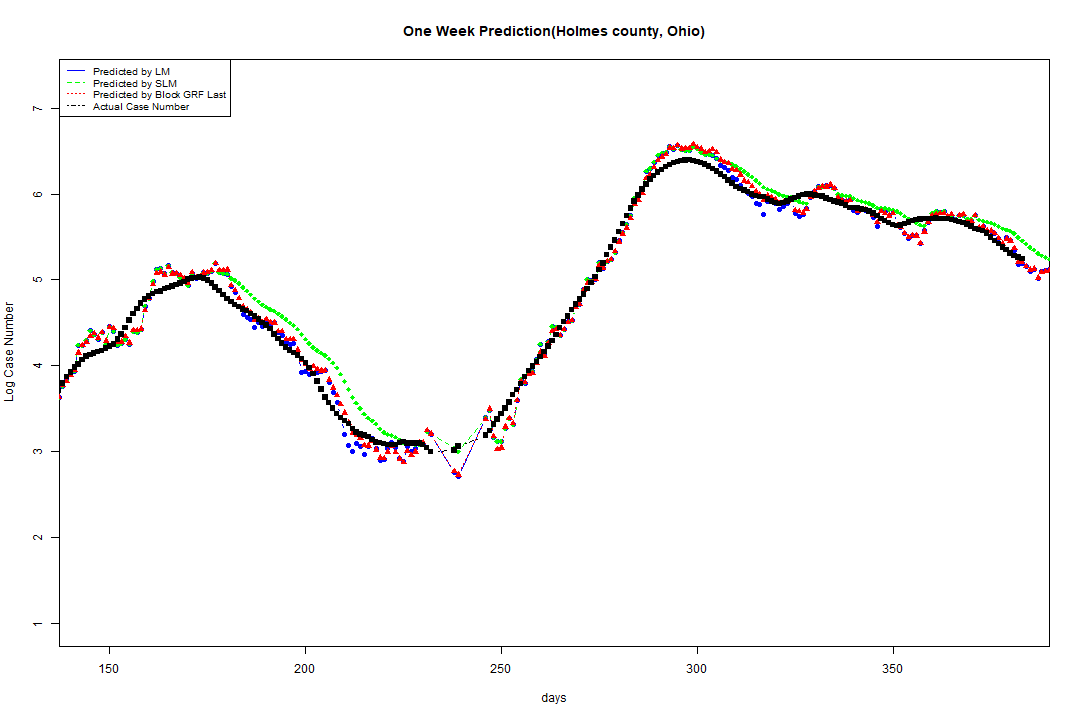 One Week Prediction(Holmes county, Ohio)
Predicted by LM
Predicted by SLM
Predicted by Block GRF Last
Actual Case Number
7
6
5
4
3
2
1
Log Case Number
150 200 250 300 350
days